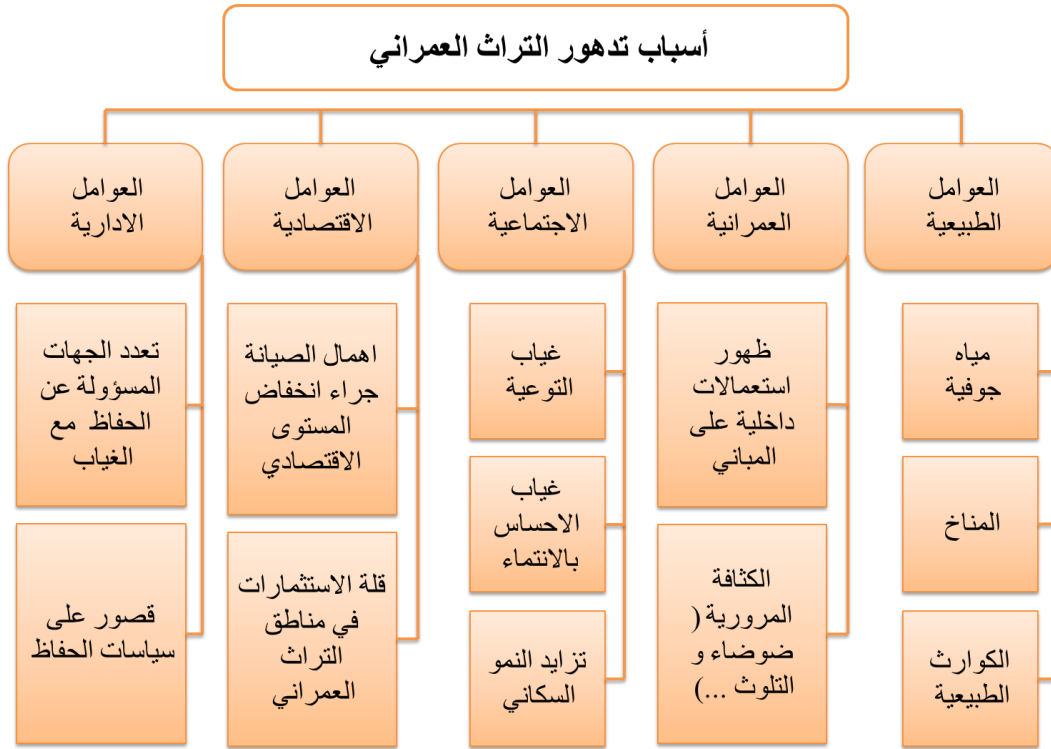 أسباب تدهور التراث العمراني
العوامل
الطبيعية
العوامل
العمرانية
العوامل
الاجتماعية
العوامل
الاقتصادية
العوامل
الادارية
مياه
جوفية
المناخ
الكوارث
الطبيعية
ظهور
استعمالات
داخلية على
المباني
الكثافة
المرورية (
ضوضاء و
التلوث ...)
غياب
التوعية
غياب
الاحساس
بالانتماء
تزايد النمو
السكاني
اهمال الصيانة
جراء انخفاض
المستوى
الاقتصادي
قلة الاستثمارات
في مناطق
التراث
العمراني
تعدد الجهات
المسؤولة عن
الحفاظ مع
الغياب
قصور على
سياسات الحفاظ